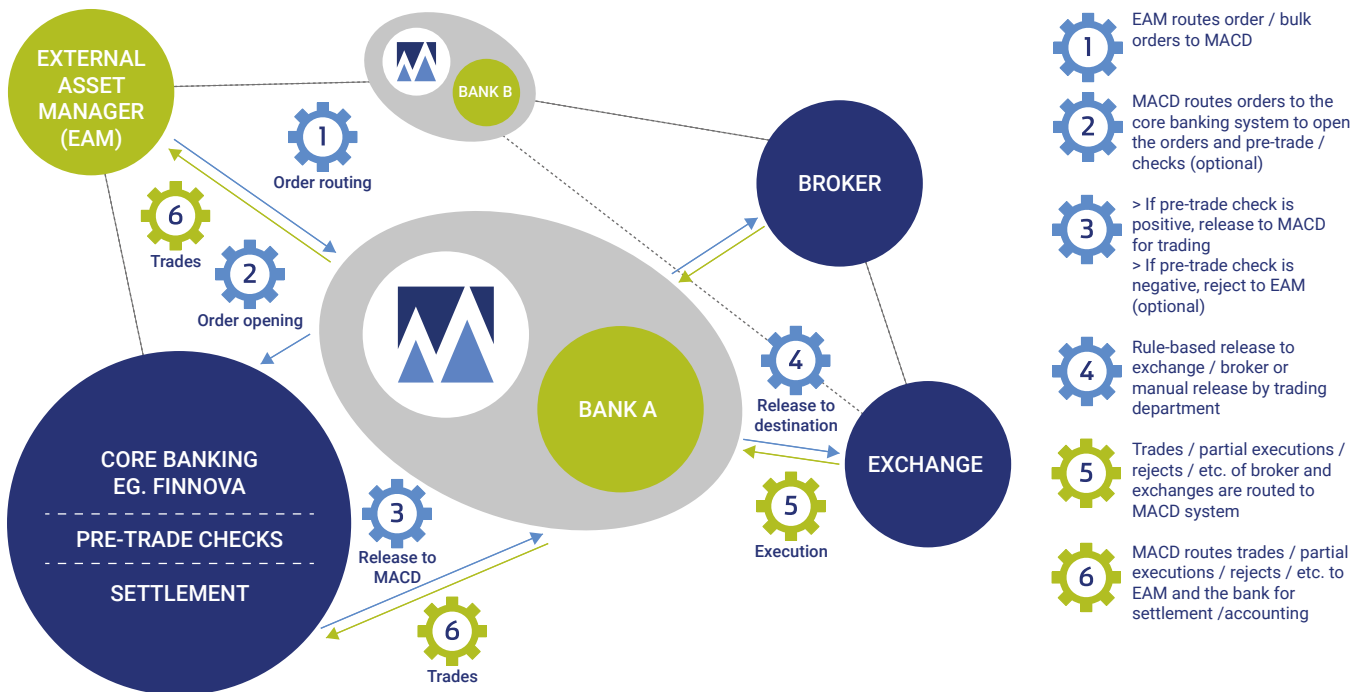 EXTERNAL
ASSET
MANAGER
(EAM)
BANK B
1
Order routing
BROKER
6
Trades
2
Order opening
BANK A
4
Release to
destination
CORE BANKING
EG. FINNOVA
PRE-TRADE CHECKS
SETTLEMENT
EXCHANGE
3
Release to
MACD
5
Execution
6
Trades
1
EAM routes order / bulk
orders to MACD
2
MACD routes orders to the
core banking system to open
the orders and pre-trade /
checks (optional)
3
> If pre-trade check is
positive, release to MACD
for trading
> If pre-trade check is
negative, reject to EAM
(optional)
4
Rule-based release to
exchange / broker or
manual release by trading
department
5
Trades / partial executions /
rejects / etc. of broker and
exchanges are routed to
MACD system
6
MACD routes trades / partial
executions / rejects / etc. to
EAM and the bank for
settlement /accounting